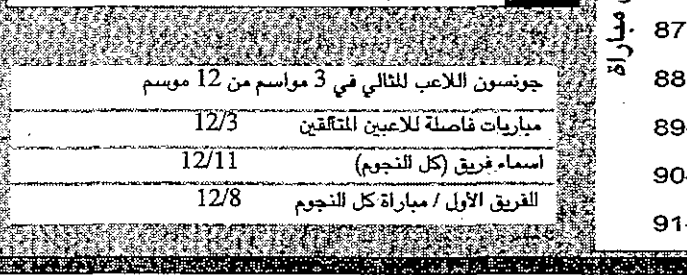 جونسون اللاعب المثالي في 3 مواسم من 12 موسم
مباريات فاصلة للاعبين المتألقين 12/3
اسماء فريق (كل النجوم) 12/11
الفريق الأول / مباراة كل النجوم 12/8
مباراة
87
88
89-
90-
91-